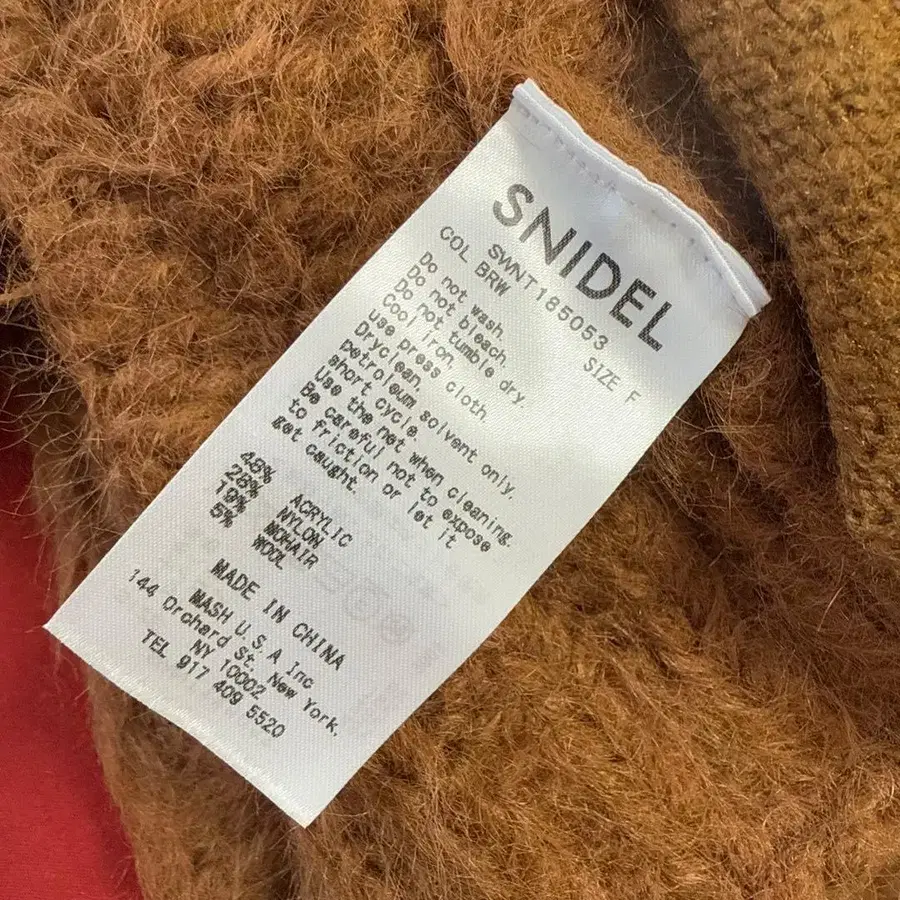 SNIDEL
SWNT185053
COL BRW SIZE F
Do not wash.
Do not bleach.
Do not tumble dry.
Cool iron,
use press cloth.
Dryclean,
petroleum solvent only.
short cycle.
Use the net when cleaning.
Be careful not to expose
to friction or let it
get caught.
48% ACRYLIC
28% NYLON
19% MOHAIR
5% WOOL
MADE IN CHINA
MASH U.S.A Inc
144 Orchard St. New York.
NY 10002
TEL 917 409 5520